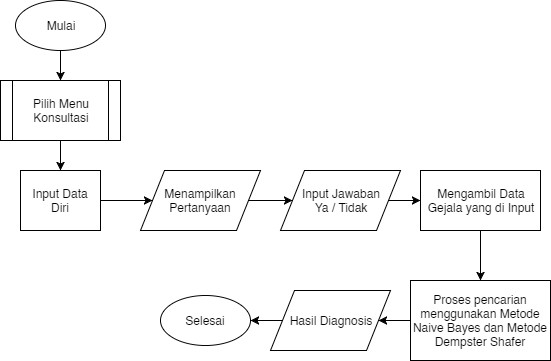 Mulai
Pilih Menu
Konsultasi
Input Data
Diri
Menampilkan
Pertanyaan
Input Jawaban
Ya / Tidak
Mengambil Data
Gejala yang di Input
Proses pencarian
menggunakan Metode
Naive Bayes dan Metode
Dempster Shafer
Hasil Diagnosis
Selesai